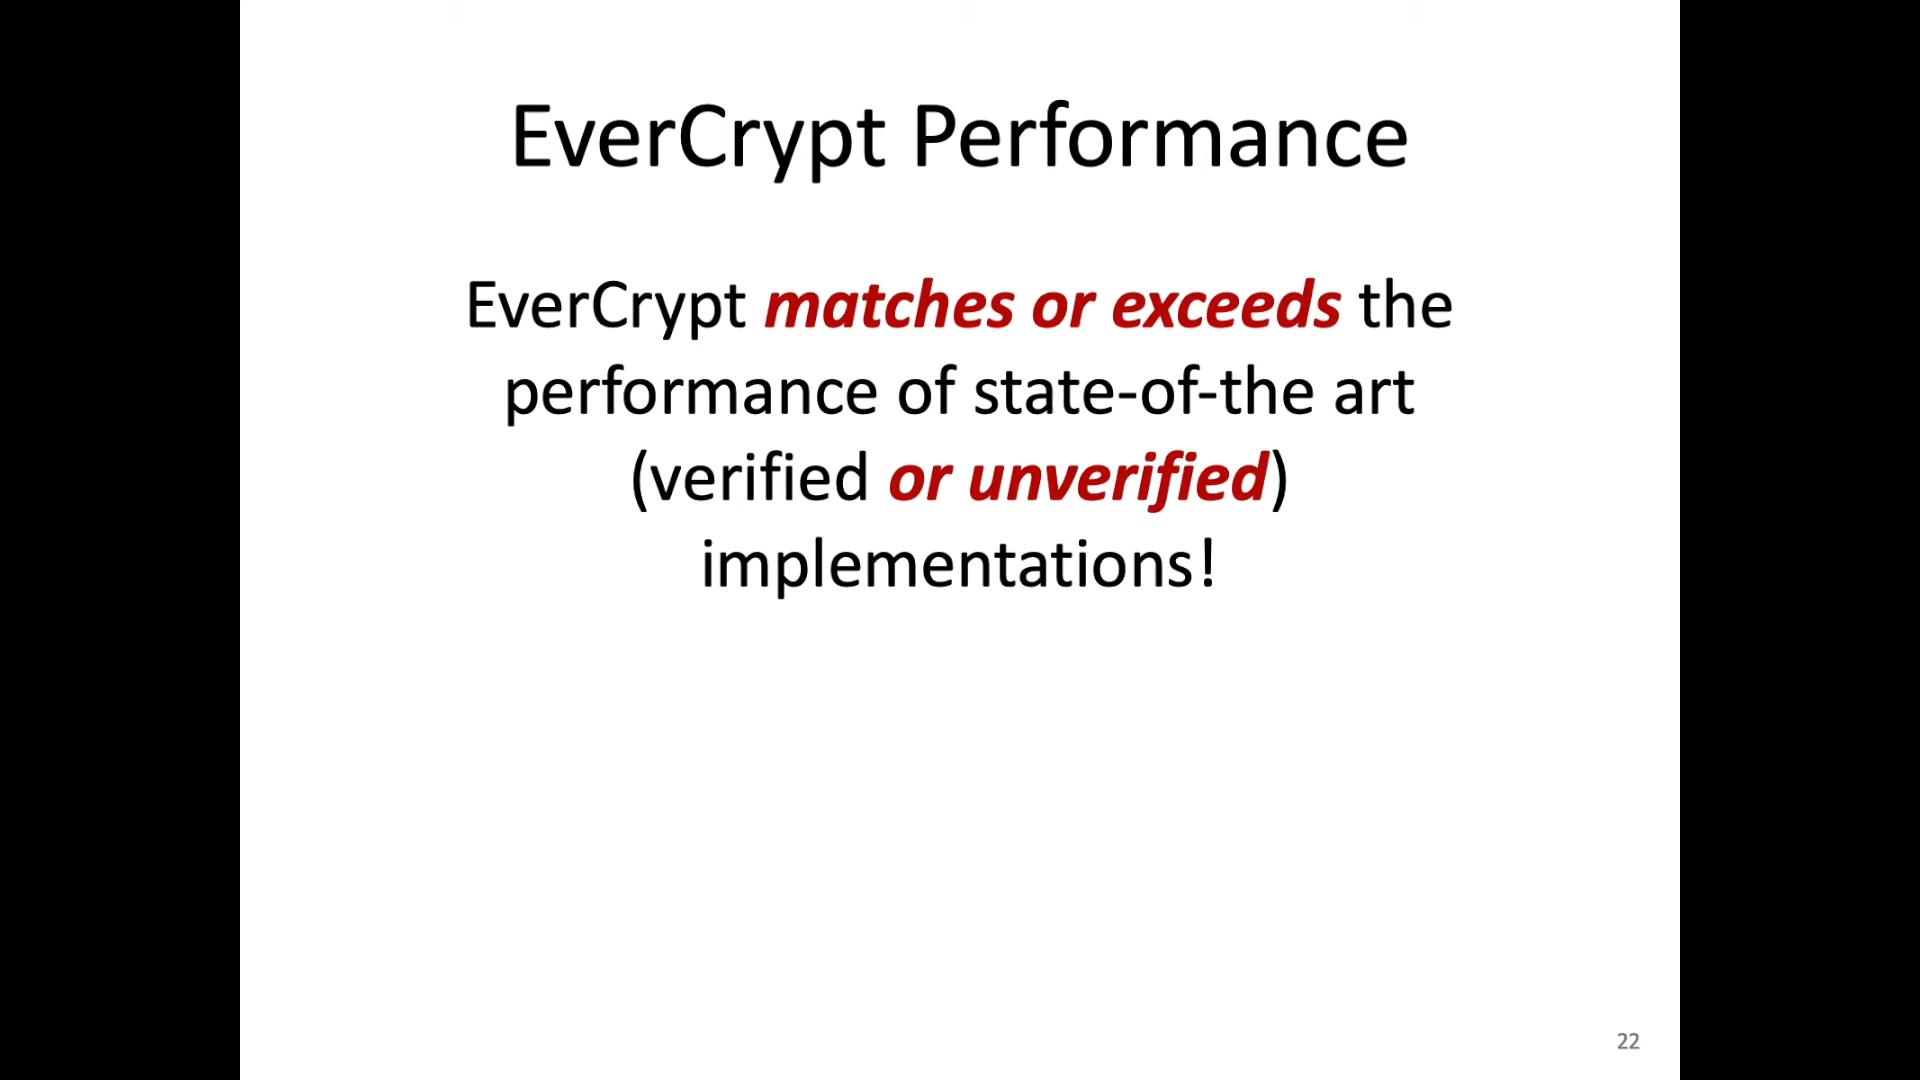 EverCrypt Performance
EverCrypt matches or exceeds the
performance of state-of-the art
(verified or unverified)
implementations!
22